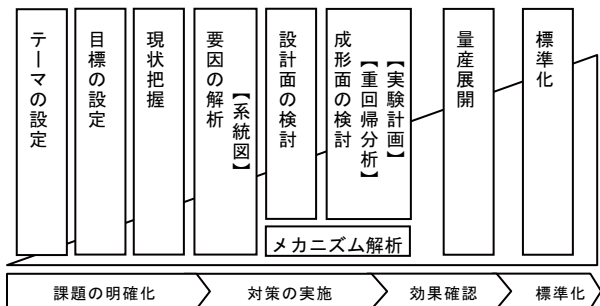 テーマの設定
目標の設定
現状把握
要因の解析
【系統図】
設計面の検討
成形面の検討
【重回帰分析】
【実験計画】
量産展開
標準化
メカニズム解析
課題の明確化
対策の実施
効果確認
標準化